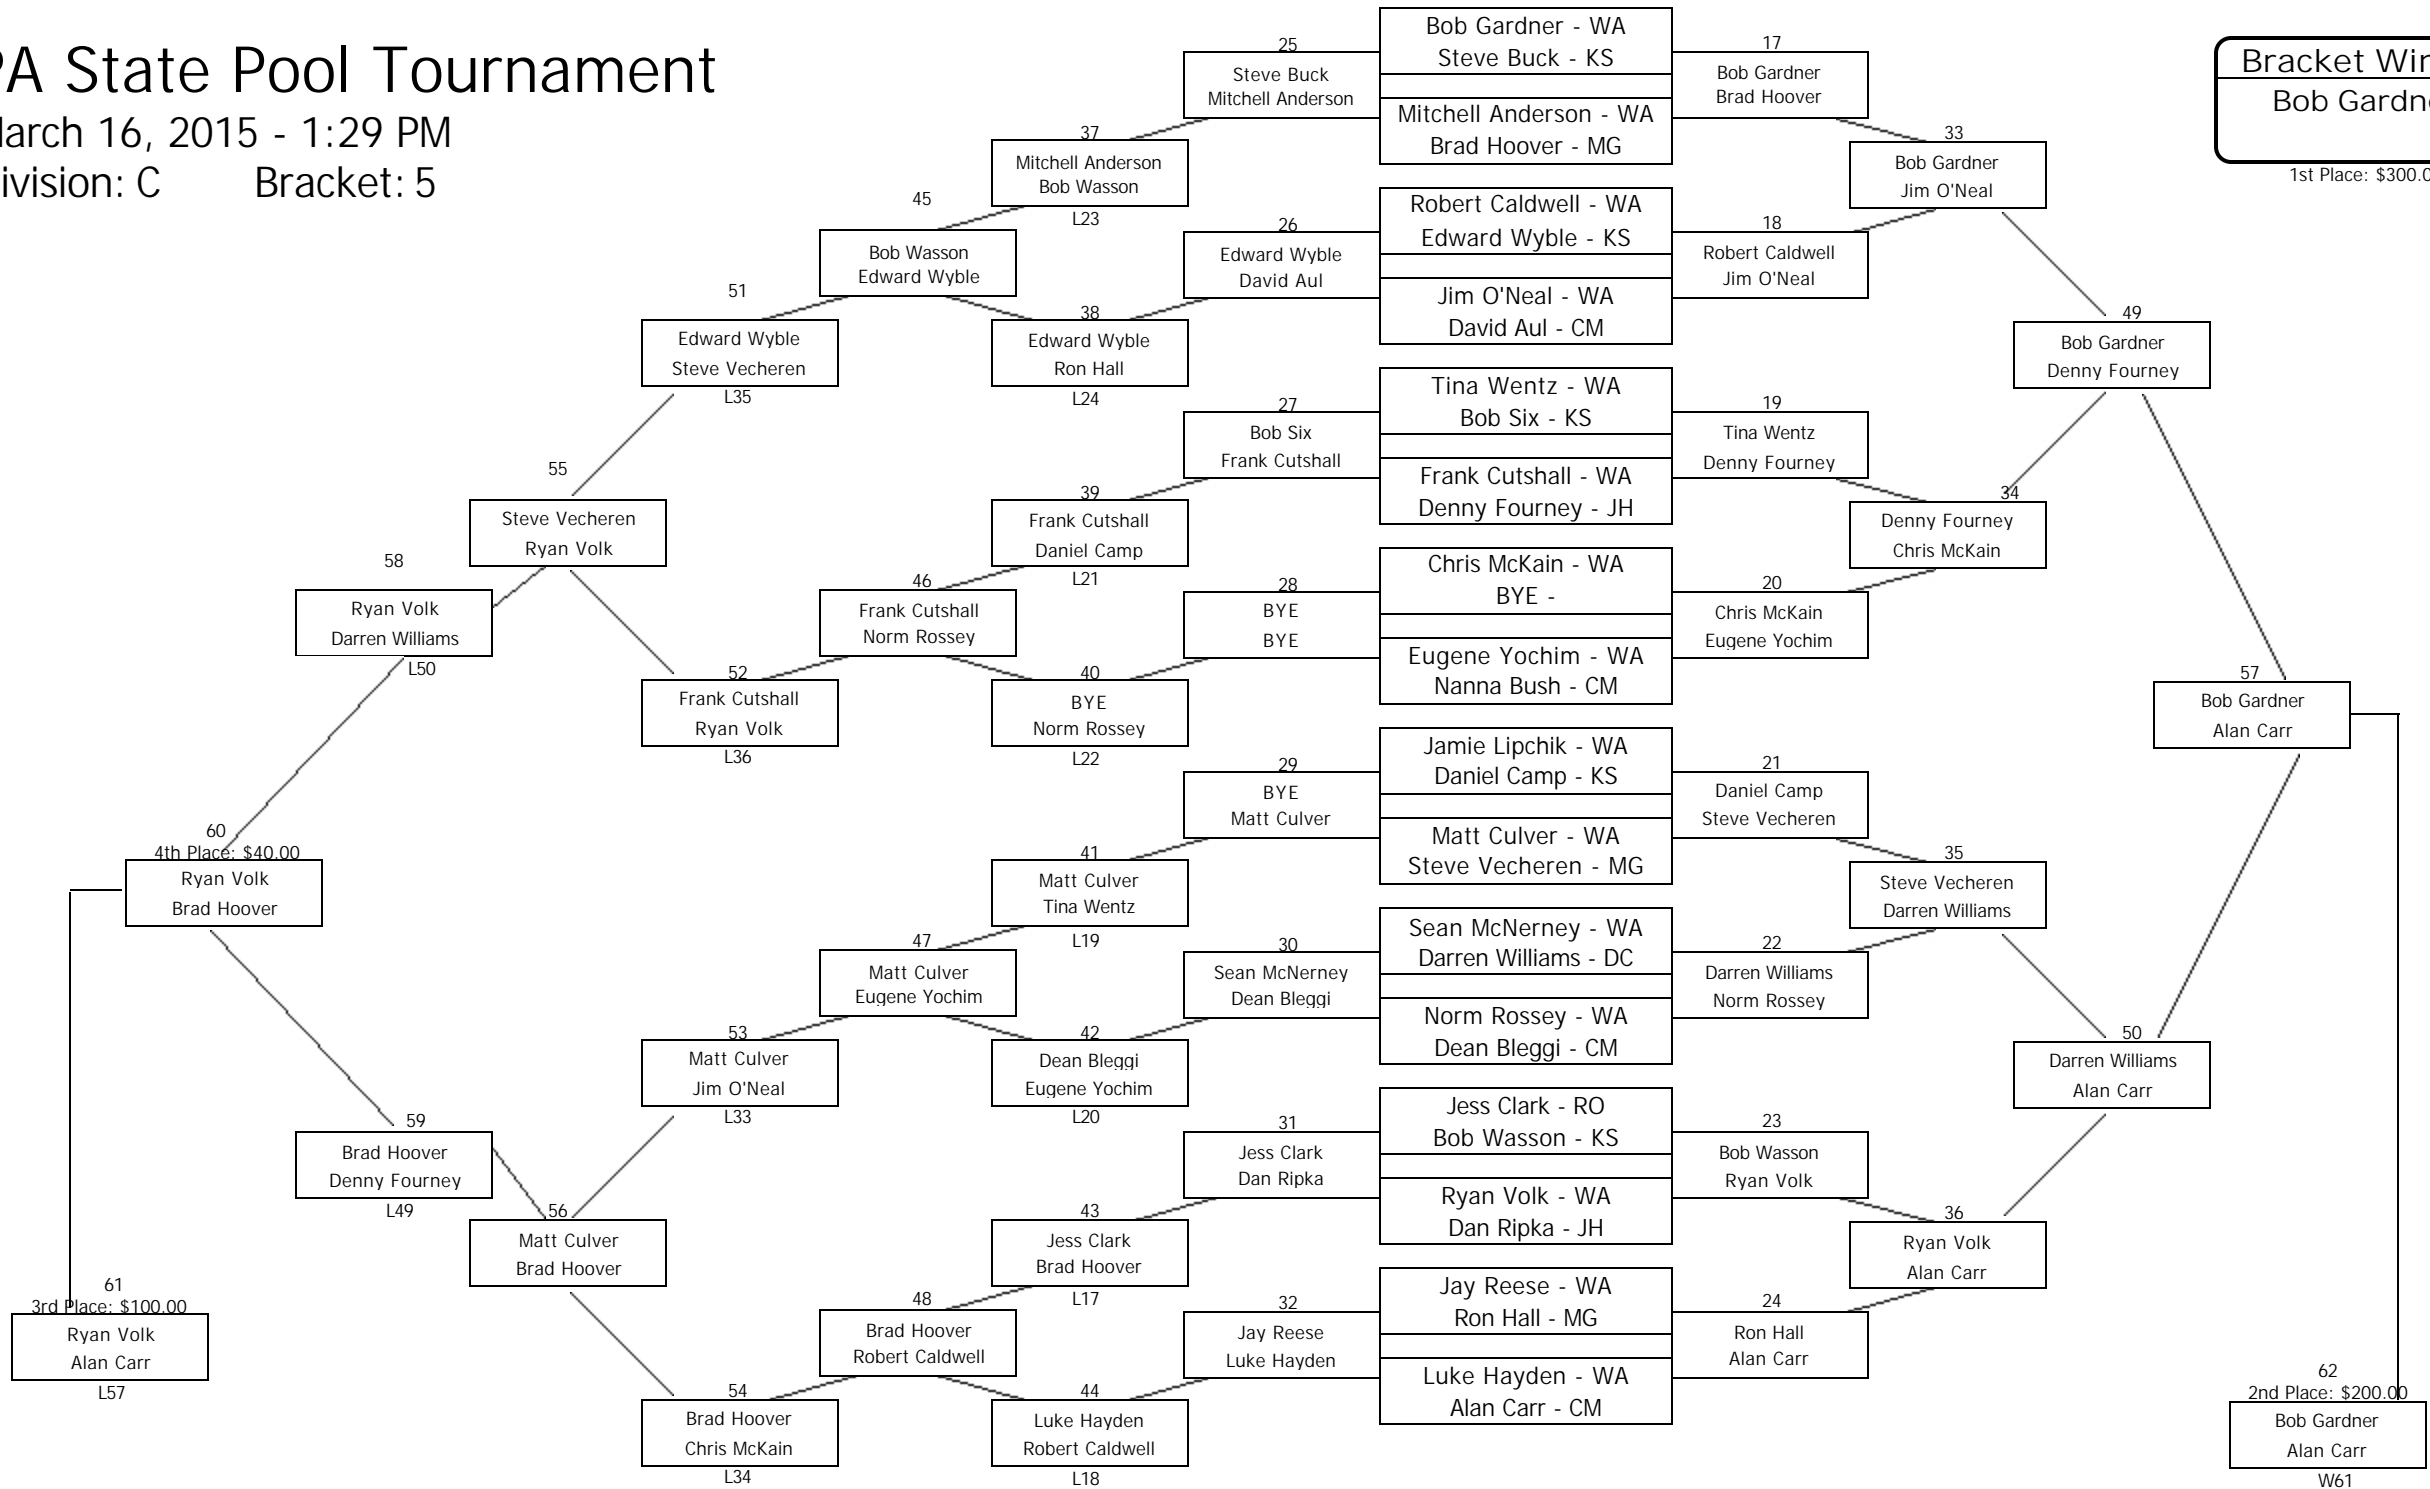 PA State Pool Tournament
March 16, 2015 - 1:29 PM
Division: C Bracket: 5
58
Ryan Volk
Darren Williams
L50
60
4th Place: $40.00
Ryan Volk
Brad Hoover
59
Brad Hoover
Denny Fourney
L49
61
3rd Place: $100.00
Ryan Volk
Alan Carr
L57
55
Steve Vecheren
Ryan Volk
56
Matt Culver
Brad Hoover
51
Edward Wyble
Steve Vecheren
L35
52
Frank Cutshall
Ryan Volk
L36
53
Matt Culver
Jim O'Neal
L33
54
Brad Hoover
Chris McKain
L34
45
Bob Wasson
Edward Wyble
46
Frank Cutshall
Norm Rossey
47
Matt Culver
Eugene Yochim
48
Brad Hoover
Robert Caldwell
37
Mitchell Anderson
Bob Wasson
L23
38
Edward Wyble
Ron Hall
L24
39
Frank Cutshall
Daniel Camp
L21
40
BYE
Norm Rossey
L22
41
Matt Culver
Tina Wentz
L19
42
Dean Bleggi
Eugene Yochim
L20
43
Jess Clark
Brad Hoover
L17
44
Luke Hayden
Robert Caldwell
L18
25
Steve Buck
Mitchell Anderson
26
Edward Wyble
David Aul
27
Bob Six
Frank Cutshall
28
BYE
BYE
29
BYE
Matt Culver
30
Sean McNerney
Dean Bleggi
31
Jess Clark
Dan Ripka
32
Jay Reese
Luke Hayden
Bob Gardner - WA
Steve Buck - KS
Mitchell Anderson - WA
Brad Hoover - MG
Robert Caldwell - WA
Edward Wyble - KS
Jim O'Neal - WA
David Aul - CM
Tina Wentz - WA
Bob Six - KS
Frank Cutshall - WA
Denny Fourney - JH
Chris McKain - WA
BYE -
Eugene Yochim - WA
Nanna Bush - CM
Jamie Lipchik - WA
Daniel Camp - KS
Matt Culver - WA
Steve Vecheren - MG
Sean McNerney - WA
Darren Williams - DC
Norm Rossey - WA
Dean Bleggi - CM
Jess Clark - RO
Bob Wasson - KS
Ryan Volk - WA
Dan Ripka - JH
Jay Reese - WA
Ron Hall - MG
Luke Hayden - WA
Alan Carr - CM
17
Bob Gardner
Brad Hoover
18
Robert Caldwell
Jim O'Neal
19
Tina Wentz
Denny Fourney
20
Chris McKain
Eugene Yochim
21
Daniel Camp
Steve Vecheren
22
Darren Williams
Norm Rossey
23
Bob Wasson
Ryan Volk
24
Ron Hall
Alan Carr
33
Bob Gardner
Jim O'Neal
34
Denny Fourney
Chris McKain
35
Steve Vecheren
Darren Williams
36
Ryan Volk
Alan Carr
49
Bob Gardner
Denny Fourney
50
Darren Williams
Alan Carr
57
Bob Gardner
Alan Carr
Bracket Win
Bob Gardne
1st Place: $300.0
62
2nd Place: $200.00
Bob Gardner
Alan Carr
W61